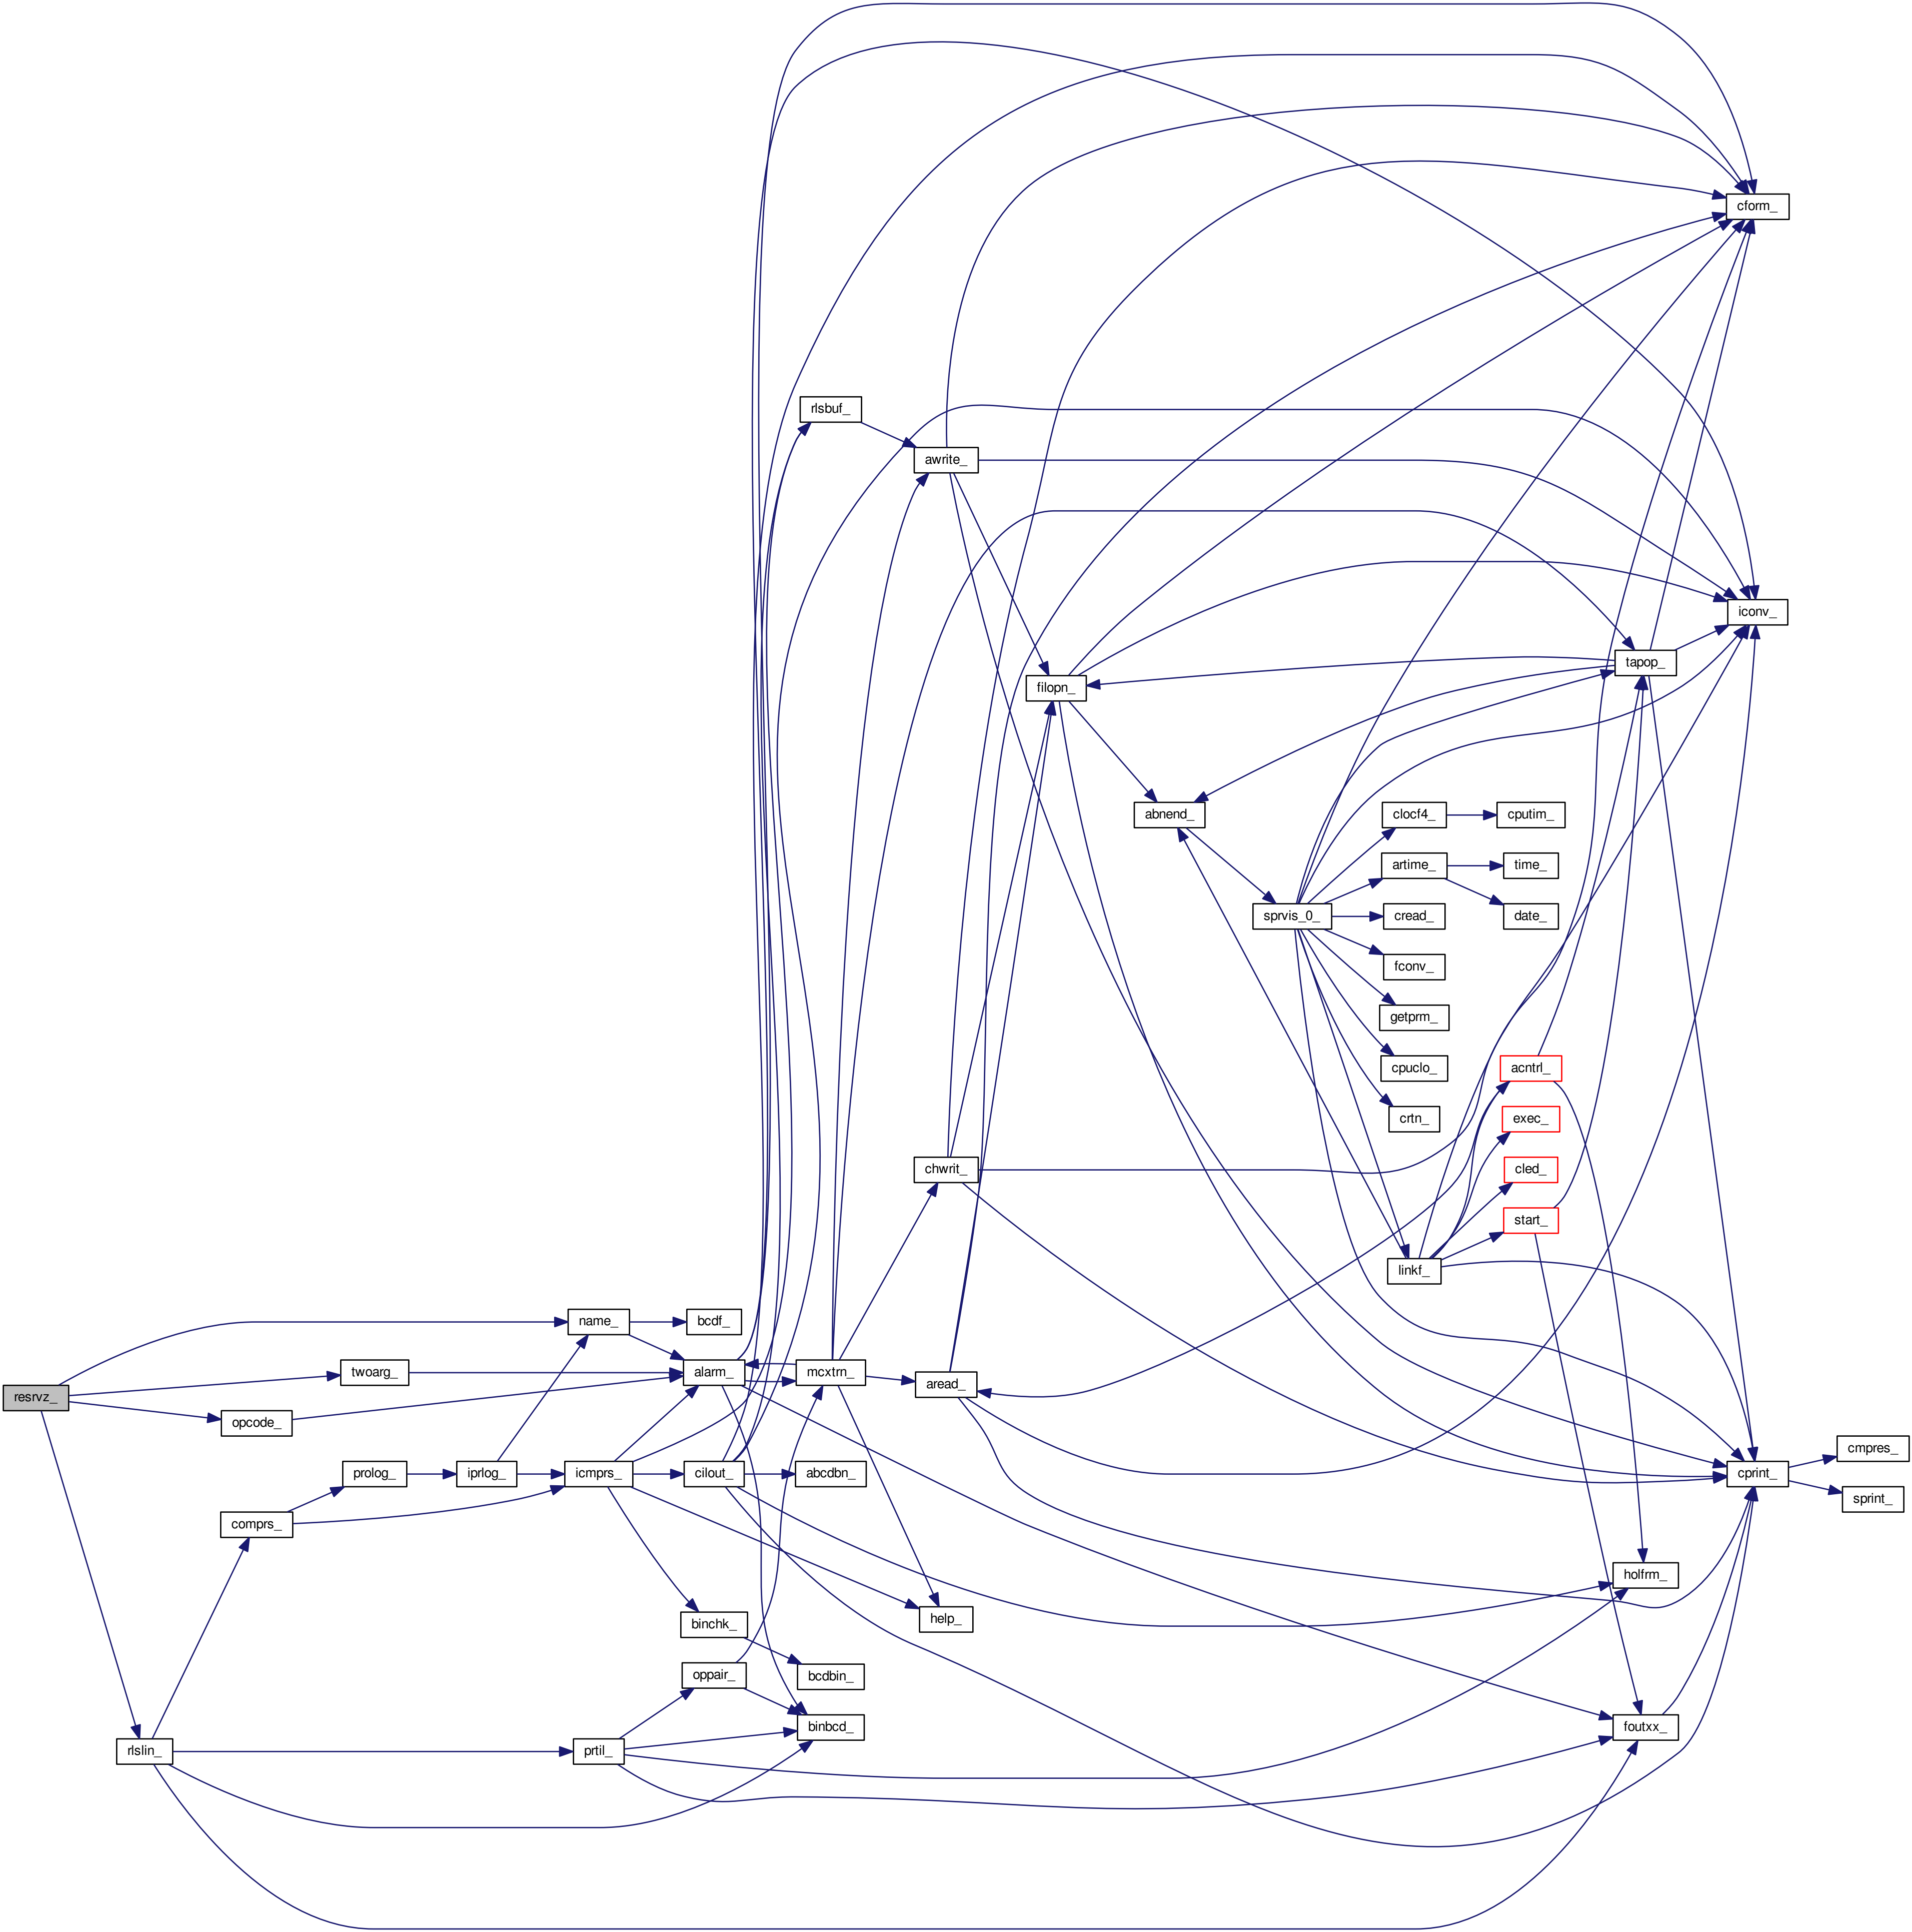 cform_
rlsbuf_
awrite_
iconv_
tapop_
filopn_
abnend_
clocf4_
cputim_
artime_
time_
sprvis_0_
cread_
date_
fconv_
getprm_
cpuclo_
acntrl_
crtn_
exec_
chwrit_
cled_
start_
linkf_
name_
bcdf_
twoarg_
alarm_
mcxtrn_
aread_
resrvz_
opcode_
prolog_
iprlog_
icmprs_
cilout_
abcdbn_
cprint_
cmpres_
sprint_
comprs_
holfrm_
binchk_
help_
oppair_
bcdbin_
binbcd_
foutxx_
rlslin_
prtil_